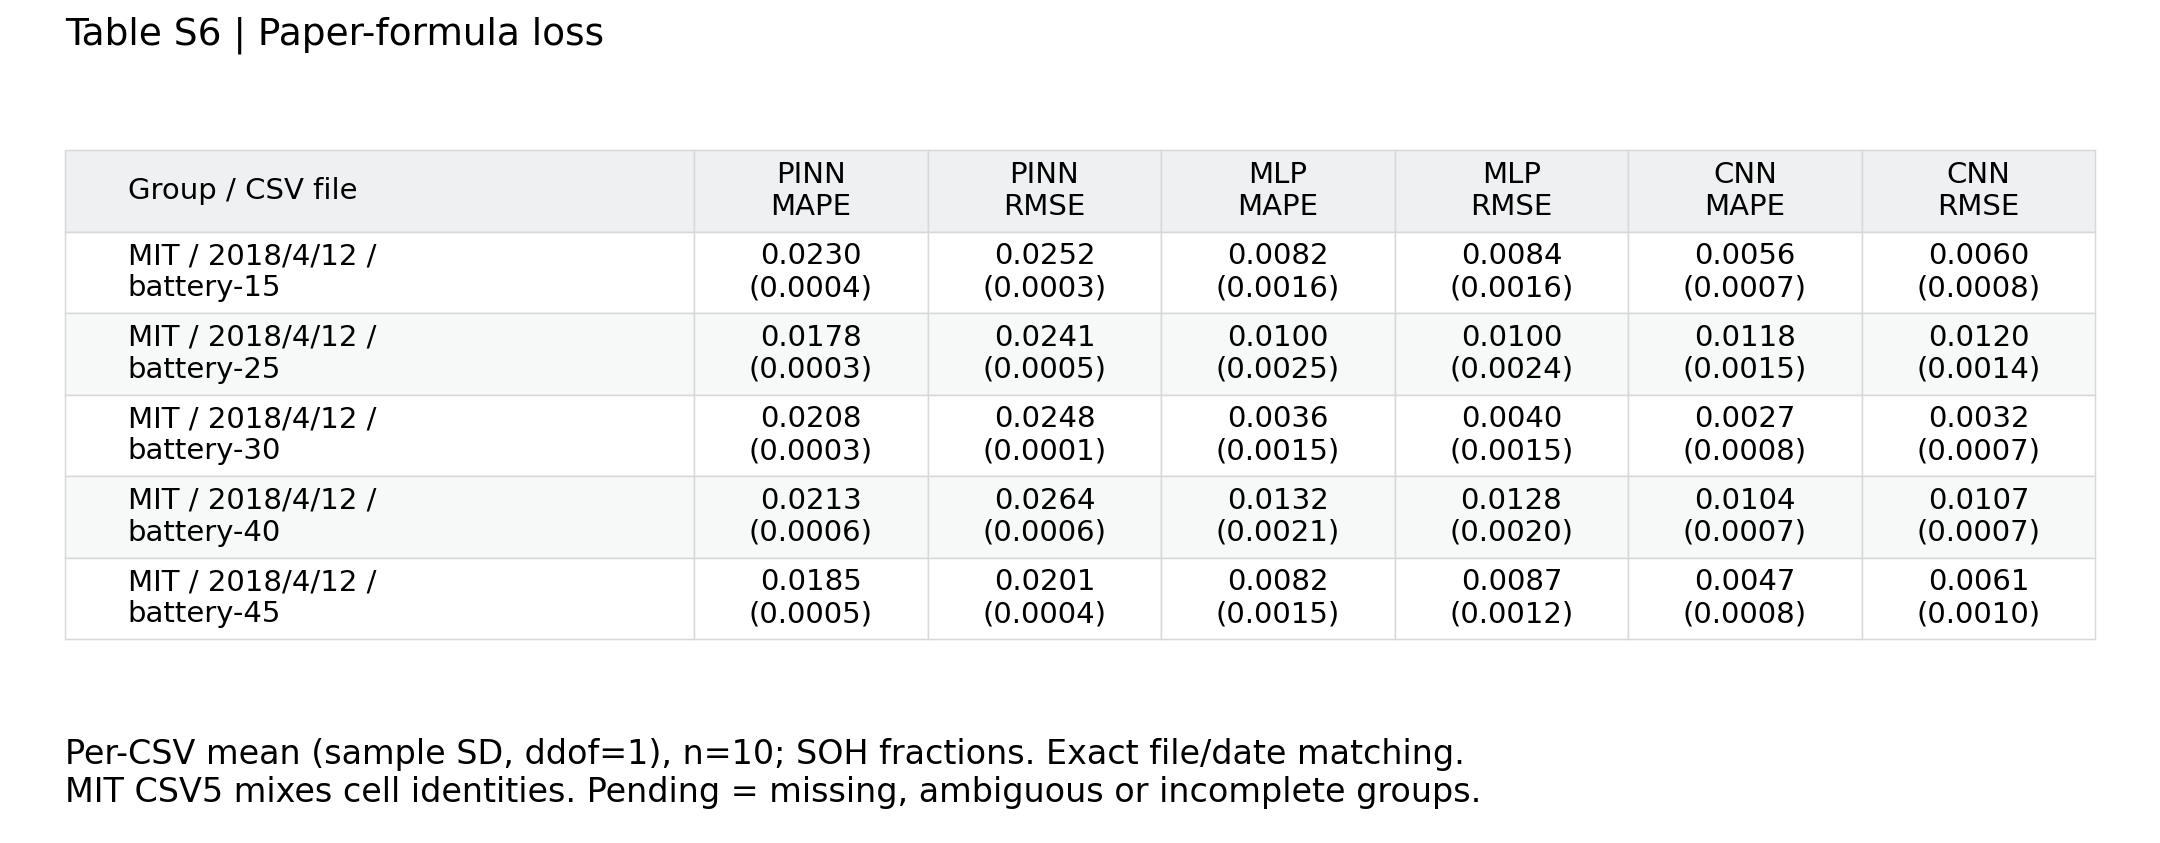 Table S6 | Paper-formula loss
Group / CSV file
PINN MAPE
PINN RMSE
MLP MAPE
MLP RMSE
CNN MAPE
CNN RMSE
MIT / 2018/4/12 /
battery-15
0.0230 0.0252 0.0082 0.0084 0.0056 0.0060
(0.0004) (0.0003) (0.0016) (0.0016) (0.0007) (0.0008)
MIT / 2018/4/12 /
battery-25
0.0178 0.0241 0.0100 0.0100 0.0118 0.0120
(0.0003) (0.0005) (0.0025) (0.0024) (0.0015) (0.0014)
MIT / 2018/4/12 /
battery-30
0.0208 0.0248 0.0036 0.0040 0.0027 0.0032
(0.0003) (0.0001) (0.0015) (0.0015) (0.0008) (0.0007)
MIT / 2018/4/12 /
battery-40
0.0213 0.0264 0.0132 0.0128 0.0104 0.0107
(0.0006) (0.0006) (0.0021) (0.0020) (0.0007) (0.0007)
MIT / 2018/4/12 /
battery-45
0.0185 0.0201 0.0082 0.0087 0.0047 0.0061
(0.0005) (0.0004) (0.0015) (0.0012) (0.0008) (0.0010)
Per-CSV mean (sample SD, ddof=1), n=10; SOH fractions. Exact file/date matching.
MIT CSV5 mixes cell identities. Pending = missing, ambiguous or incomplete groups.